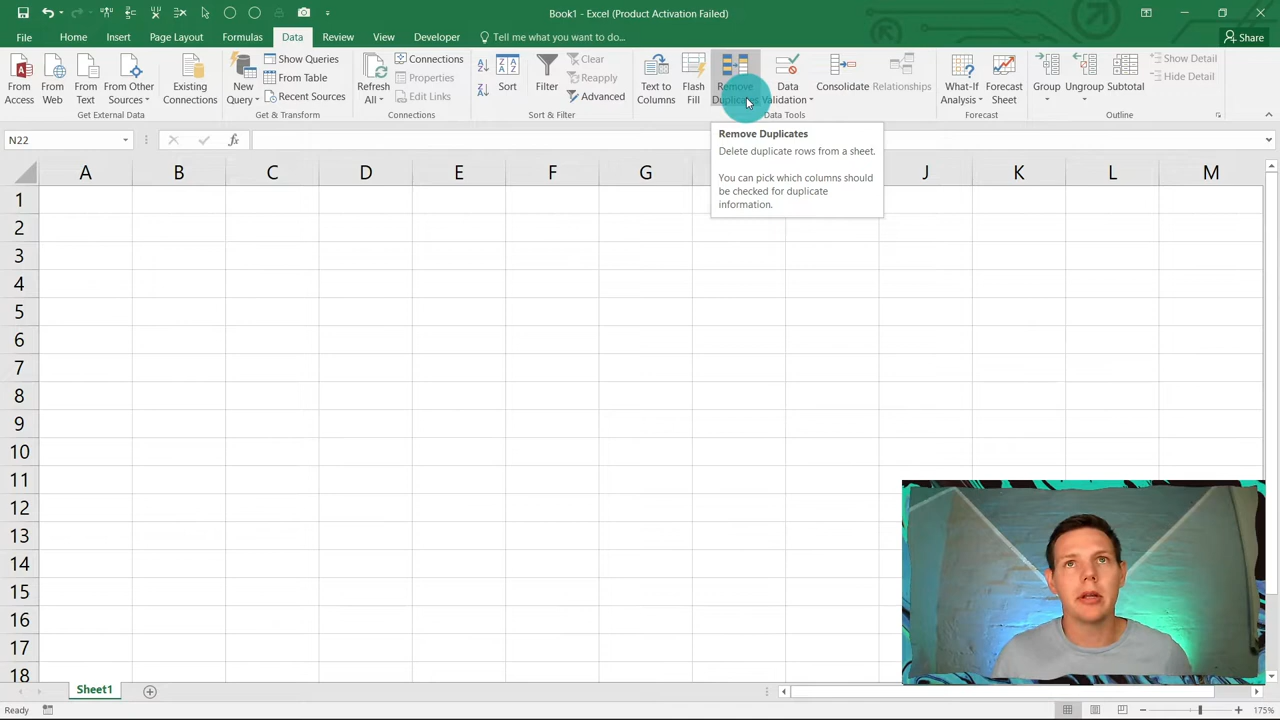 Book1 - Excel (Product Activation Failed)
File Home Insert Page Layout Formulas Data Review View Developer Tell me what you want to do... Share
From Access From Web From Text From Other Sources Existing Connections
Get External Data
New Query Show Queries From Table Recent Sources
Get & Transform
Refresh All Connections Properties Edit Links
Connections
Sort Filter Clear Reapply Advanced
Sort & Filter
Text to Columns Flash Fill Remove Duplicates Data Validation Consolidate Relationships
Data Tools
What-If Analysis Forecast Sheet
Forecast
Group Ungroup Subtotal Show Detail Hide Detail
Outline
N22 fx
Remove Duplicates
Delete duplicate rows from a sheet.
You can pick which columns should
be checked for duplicate
information.
A B C D E F G J K L M
1
2
3
4
5
6
7
8
9
10
11
12
13
14
15
16
17
18
Sheet1
Ready 175%